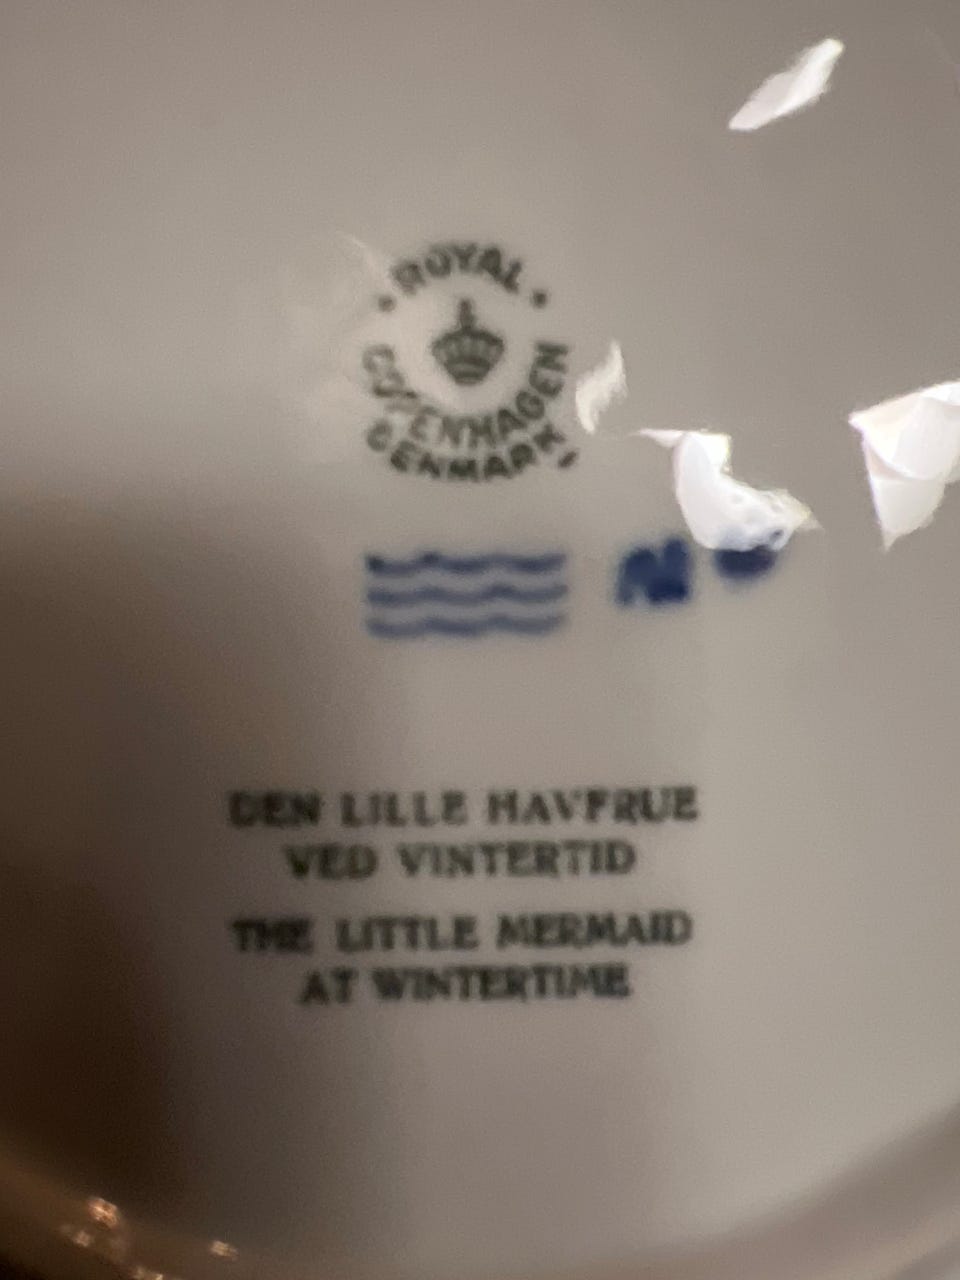 ROYAL
COPENHAGEN
DENMARK
DEN LILLE HAVFRUE
VED VINTERTID
THE LITTLE MERMAID
AT WINTERTIME